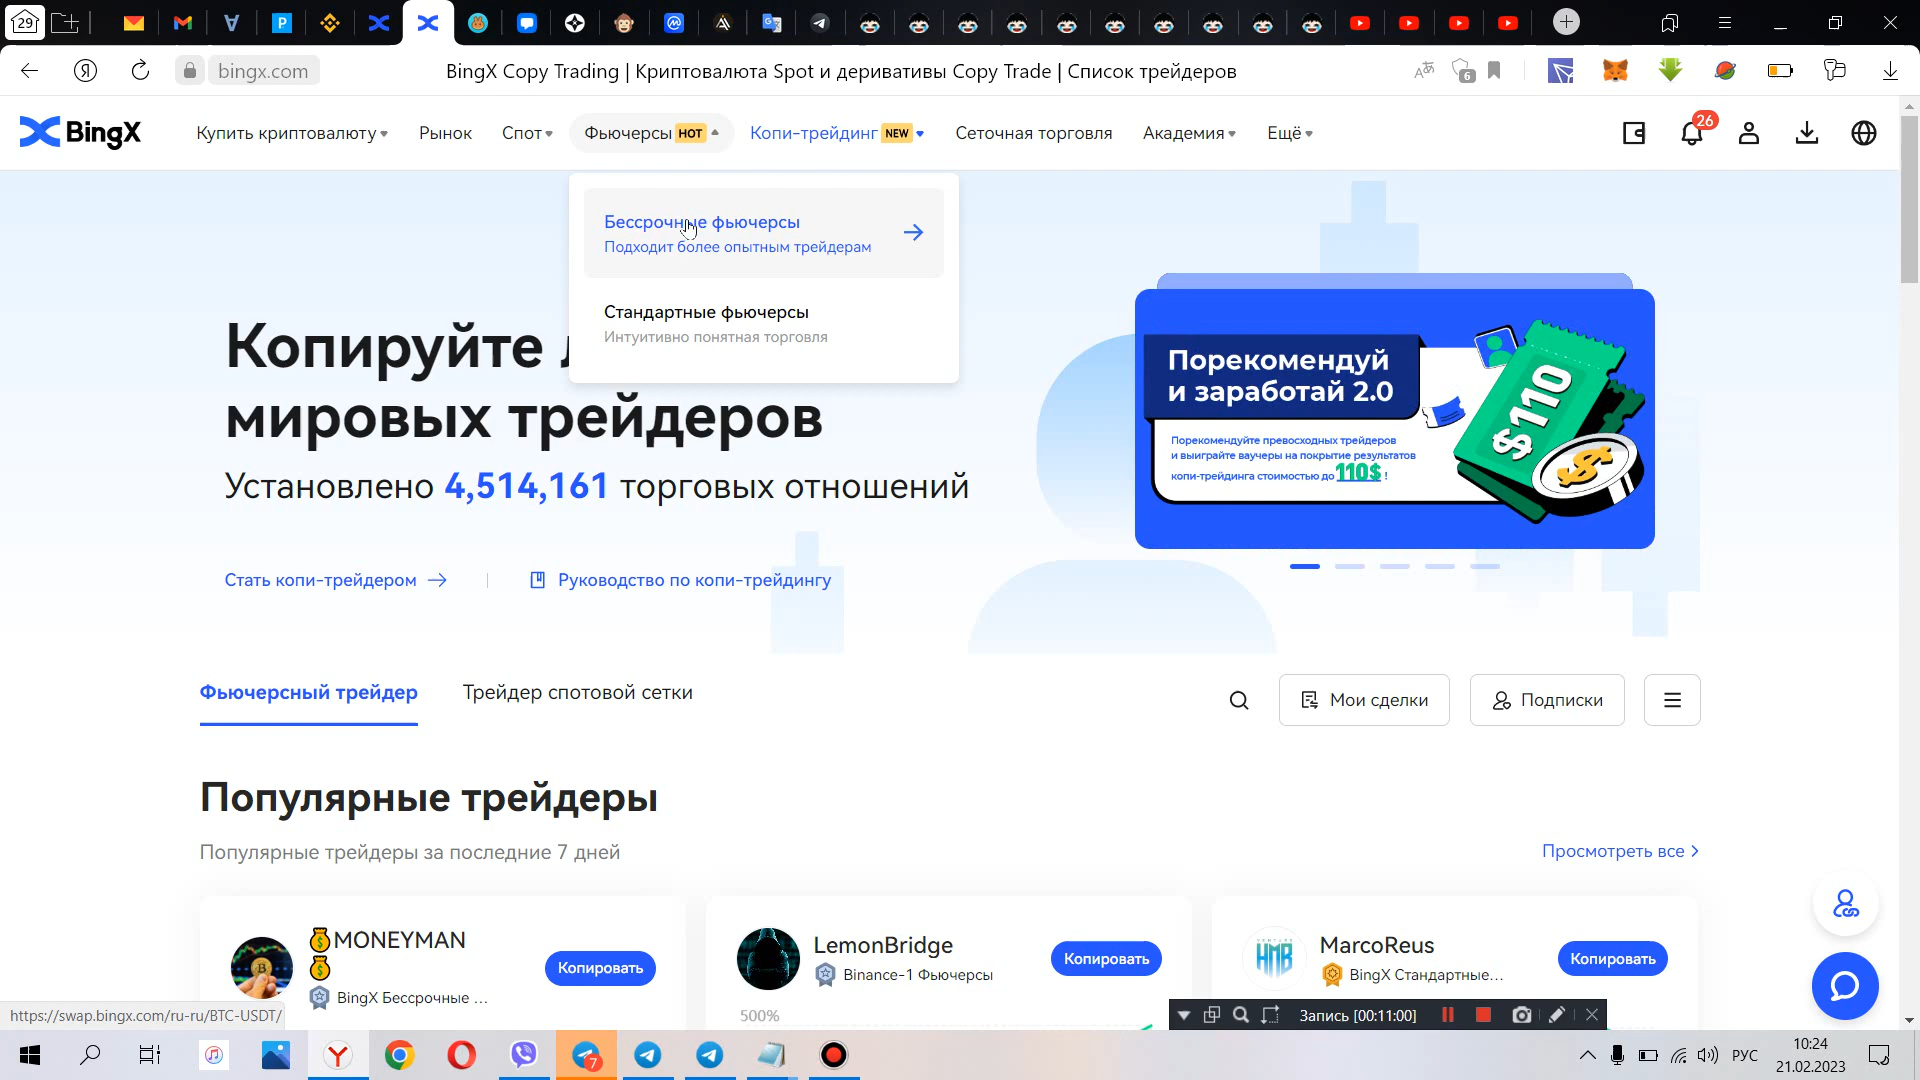 29
bingx.com
BingX Copy Trading | Криптовалюта Spot и деривативы Copy Trade | Список трейдеров
6
BingX
Купить криптовалюту
Рынок
Спот
Фьючерсы HOT
Копи-трейдинг NEW
Сеточная торговля
Академия
Ещё
26
Бессрочные фьючерсы
Подходит более опытным трейдерам
Стандартные фьючерсы
Интуитивно понятная торговля
Копируйте
мировых трейдеров
Установлено 4,514,161 торговых отношений
Стать копи-трейдером
Руководство по копи-трейдингу
Порекомендуй
и заработай 2.0
Порекомендуйте превосходных трейдеров
и выиграйте ваучеры на покрытие результатов
копи-трейдинга стоимостью до 110$ !
$110
Фьючерсный трейдер
Трейдер спотовой сетки
Мои сделки
Подписки
Популярные трейдеры
Популярные трейдеры за последние 7 дней
Просмотреть все
MONEYMAN
BingX Бессрочные ...
Копировать
LemonBridge
Binance-1 Фьючерсы
Копировать
500%
HMB
MarcoReus
BingX Стандартные...
Копировать
https://swap.bingx.com/ru-ru/BTC-USDT/
Запись [00:11:00]
7
РУС
10:24
21.02.2023